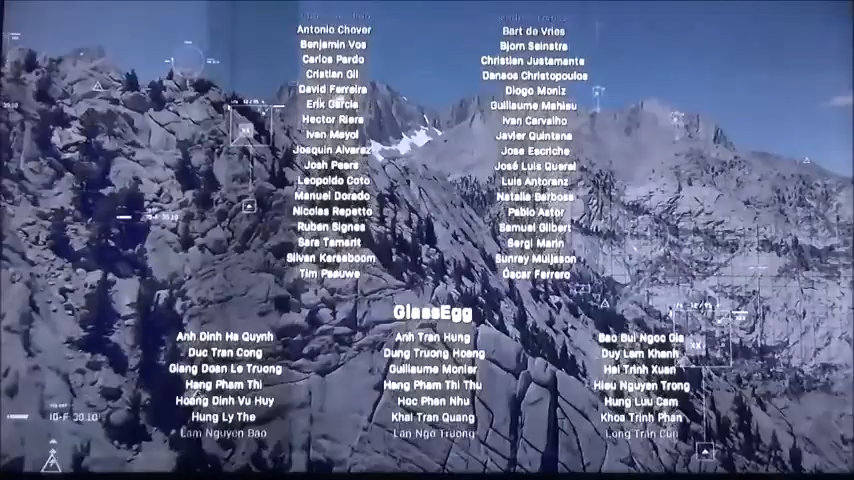 Antonio Chover
Bart de Vries
Benjamin Vos
Bjorn Seinstra
Carlos Pardo
Christian Justamante
Cristian Gil
Danaos Christopoulos
David Ferreira
Diogo Moniz
Erik Garcia
Guillaume Mahieu
Hector Riera
Ivan Carvalho
Ivan Mayol
Javier Quintana
Joaquin Alvarez
Jose Escriche
Josh Peers
José Luis Queral
Leopoldo Coto
Luis Antoranz
Manuel Dorado
Natalia Barbosa
Nicolas Repetto
Pablo Astor
Ruben Signes
Samuel Gilbert
Sara Tamarit
Sergi Marin
Silvan Karsaboom
Sunray Muijason
Tim Paauwe
Óscar Ferrero
GlassEgg
Anh Dinh Ha Quynh
Anh Tran Hung
Bao Bui Ngoc Gia
Duc Tran Cong
Dung Truong Hoang
Duy Lam Khanh
Giang Doan Le Truong
Guillaume Monier
Hai Trinh Xuan
Hang Pham Thi
Hang Pham Thi Thu
Hieu Nguyen Trong
Hoang Dinh Vu Huy
Hoc Phan Nhu
Hung Luu Cam
Hung Ly The
Khai Tran Quang
Khoa Trinh Phan
Lam Nguyen Bao
Lan Ngo Truong
Long Tran Cuu